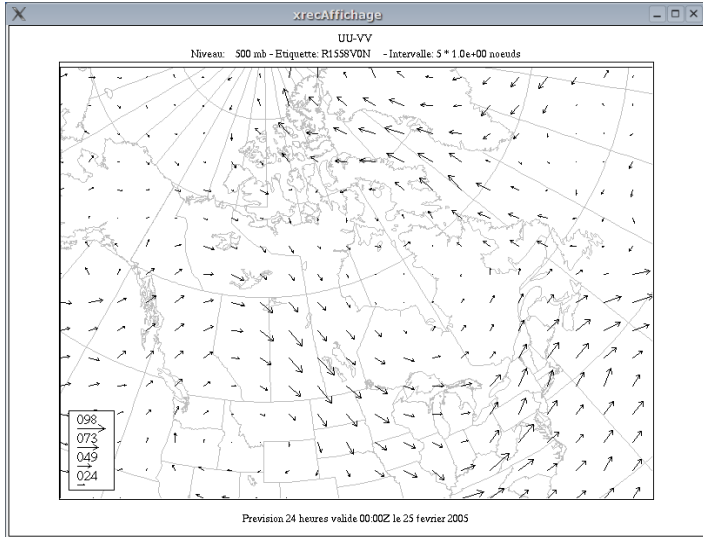 xrecAffichage
UU-VV
Niveau: 500 mb - Etiquette: R1558V0N - Intervalle: 5 * 1.0e+00 noeuds
098
073
049
024
Prevision 24 heures valide 00:00Z le 25 fevrier 2005